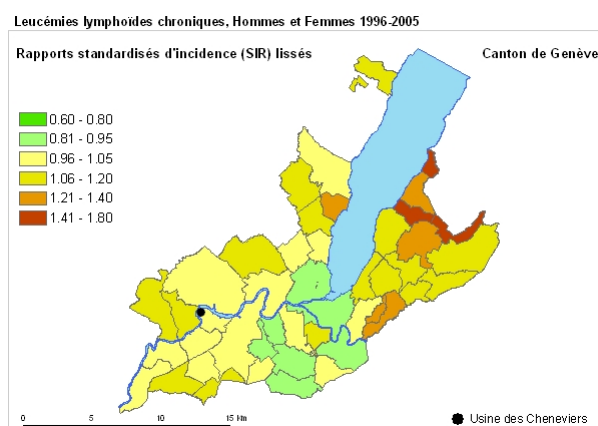 Leucémies lymphoïdes chroniques, Hommes et Femmes 1996-2005
Rapports standardisés d'incidence (SIR) lissés
Canton de Genève
0.60 - 0.80
0.81 - 0.95
0.96 - 1.05
1.06 - 1.20
1.21 - 1.40
1.41 - 1.80
0 5 10 15 Km
Usine des Cheneviers